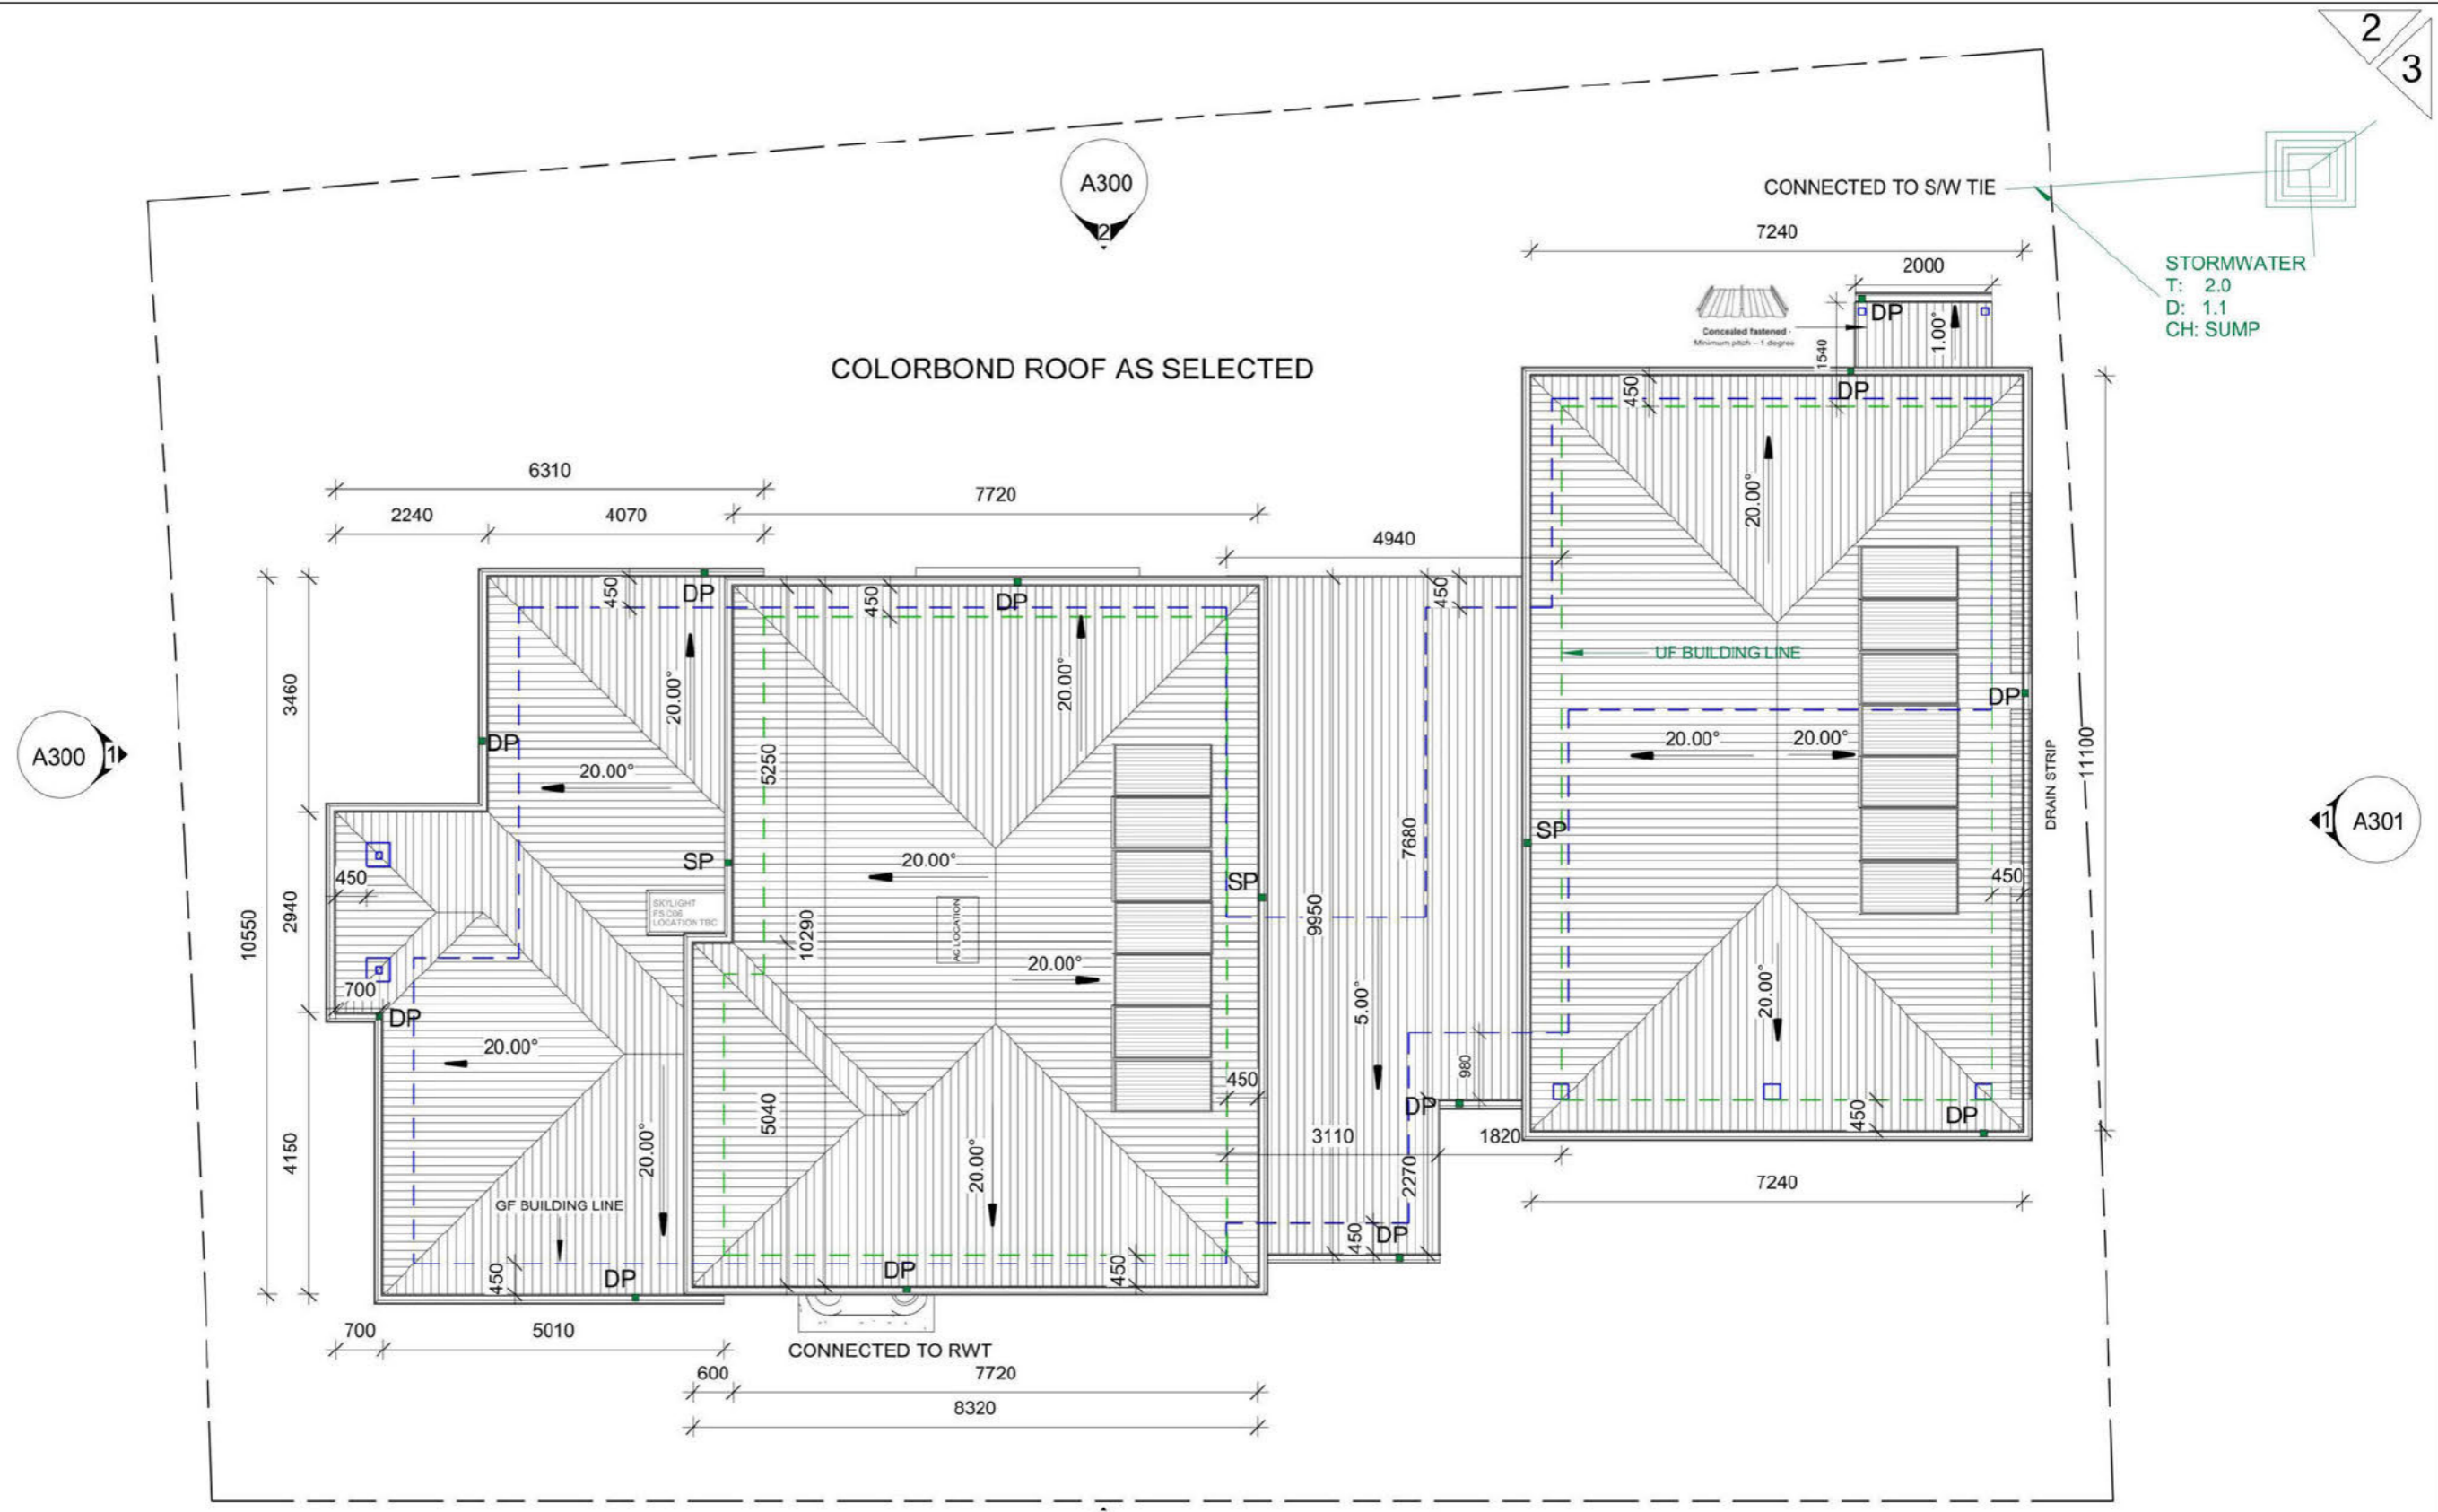 2
3
A300
2
CONNECTED TO S/W TIE
7240
2000
STORMWATER
T: 2.0
D: 1.1
CH: SUMP
Concealed fastened -
Minimum pitch – 1 degree
DP
1.00°
1540
COLORBOND ROOF AS SELECTED
450
DP
6310
7720
2240
4070
4940
20.00°
450
DP
450
DP
450
UF BUILDING LINE
3460
20.00°
20.00°
DP
DP
A300
1
20.00°
5250
20.00°
20.00°
DRAIN STRIP
11100
1
A301
SP
20.00°
7680
SP
SP
450
450
SKYLIGHT
FS C06
LOCATION TBC
AC LOCATION
10550
2940
10290
9950
20.00°
700
DP
20.00°
5.00°
20.00°
980
450
DP
450
DP
5040
4150
20.00°
20.00°
3110
1820
2270
7240
GF BUILDING LINE
450
DP
450
DP
DP
450
700
5010
CONNECTED TO RWT
600
7720
8320